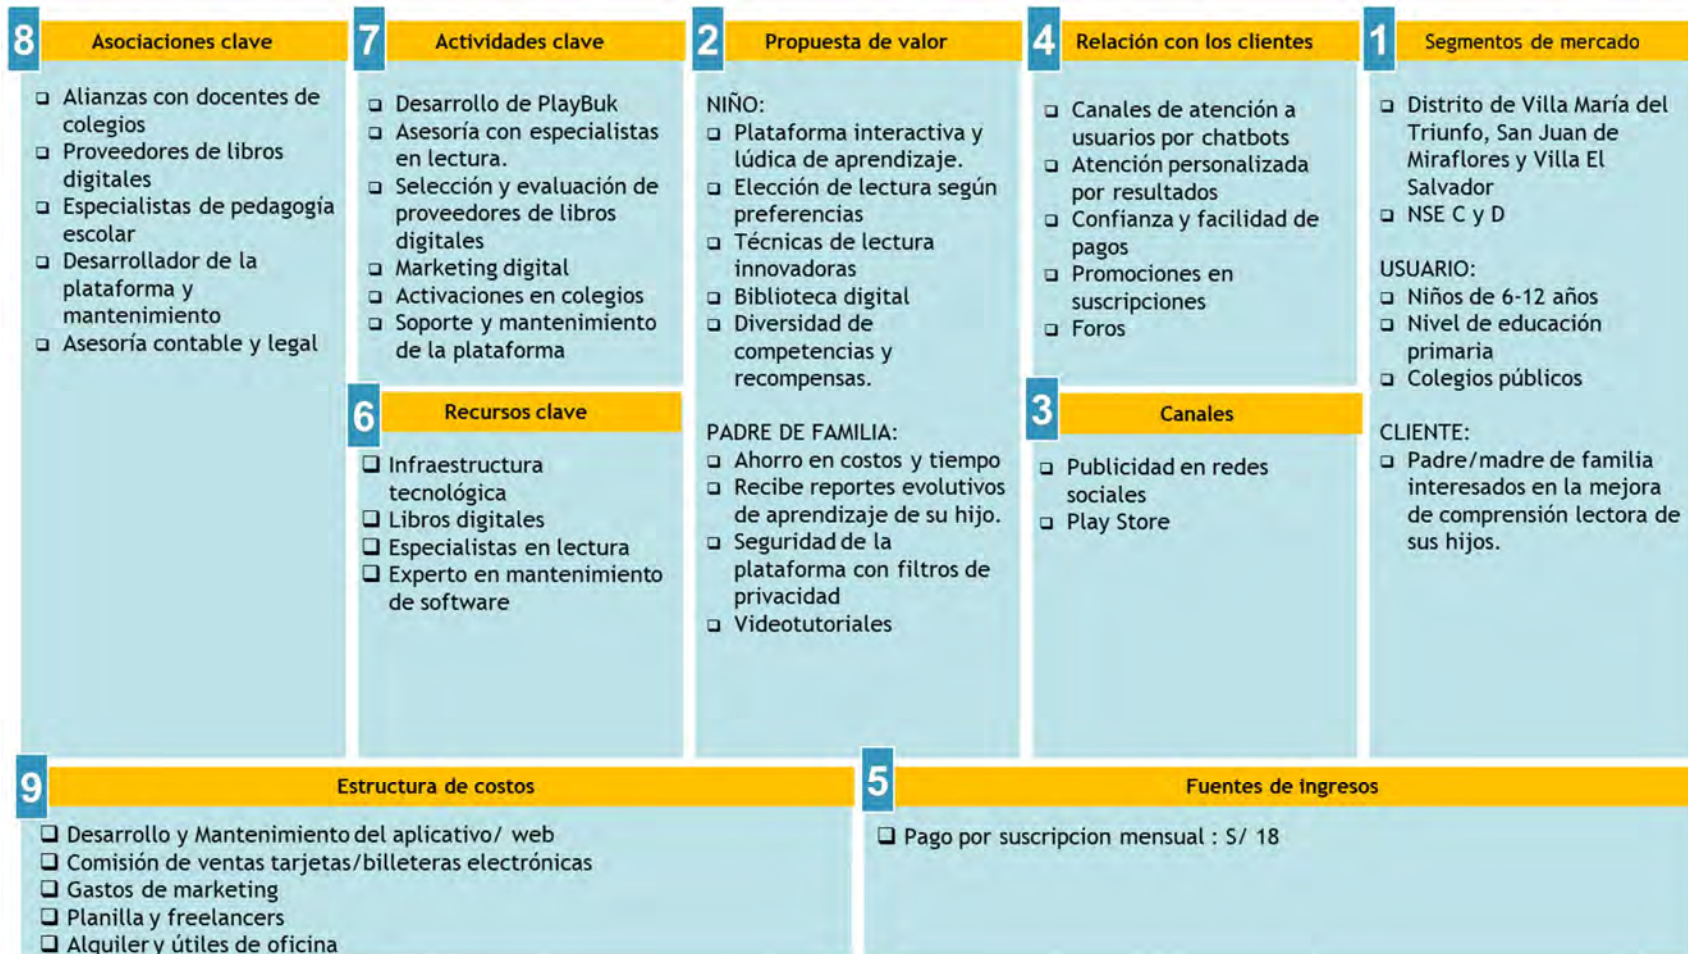 8
Asociaciones clave
❑ Alianzas con docentes de
colegios
❑ Proveedores de libros
digitales
❑ Especialistas de pedagogía
escolar
❑ Desarrollador de la
plataforma y
mantenimiento
❑ Asesoría contable y legal
7
Actividades clave
❑ Desarrollo de PlayBuk
❑ Asesoría con especialistas
en lectura.
❑ Selección y evaluación de
proveedores de libros
digitales
❑ Marketing digital
❑ Activaciones en colegios
❑ Soporte y mantenimiento
de la plataforma
6
Recursos clave
❑ Infraestructura
tecnológica
❑ Libros digitales
❑ Especialistas en lectura
❑ Experto en mantenimiento
de software
2
Propuesta de valor
NIÑO:
❑ Plataforma interactiva y
lúdica de aprendizaje.
❑ Elección de lectura según
preferencias
❑ Técnicas de lectura
innovadoras
❑ Biblioteca digital
❑ Diversidad de
competencias y
recompensas.
PADRE DE FAMILIA:
❑ Ahorro en costos y tiempo
❑ Recibe reportes evolutivos
de aprendizaje de su hijo.
❑ Seguridad de la
plataforma con filtros de
privacidad
❑ Videotutoriales
4
Relación con los clientes
❑ Canales de atención a
usuarios por chatbots
❑ Atención personalizada
por resultados
❑ Confianza y facilidad de
pagos
❑ Promociones en
suscripciones
❑ Foros
3
Canales
❑ Publicidad en redes
sociales
❑ Play Store
1
Segmentos de mercado
❑ Distrito de Villa María del
Triunfo, San Juan de
Miraflores y Villa El
Salvador
❑ NSE C y D
USUARIO:
❑ Niños de 6-12 años
❑ Nivel de educación
primaria
❑ Colegios públicos
CLIENTE:
❑ Padre/madre de familia
interesados en la mejora
de comprensión lectora de
sus hijos.
9
Estructura de costos
❑ Desarrollo y Mantenimiento del aplicativo/ web
❑ Comisión de ventas tarjetas/billeteras electrónicas
❑ Gastos de marketing
❑ Planilla y freelancers
❑ Alquiler y útiles de oficina
5
Fuentes de ingresos
❑ Pago por suscripcion mensual : S/ 18